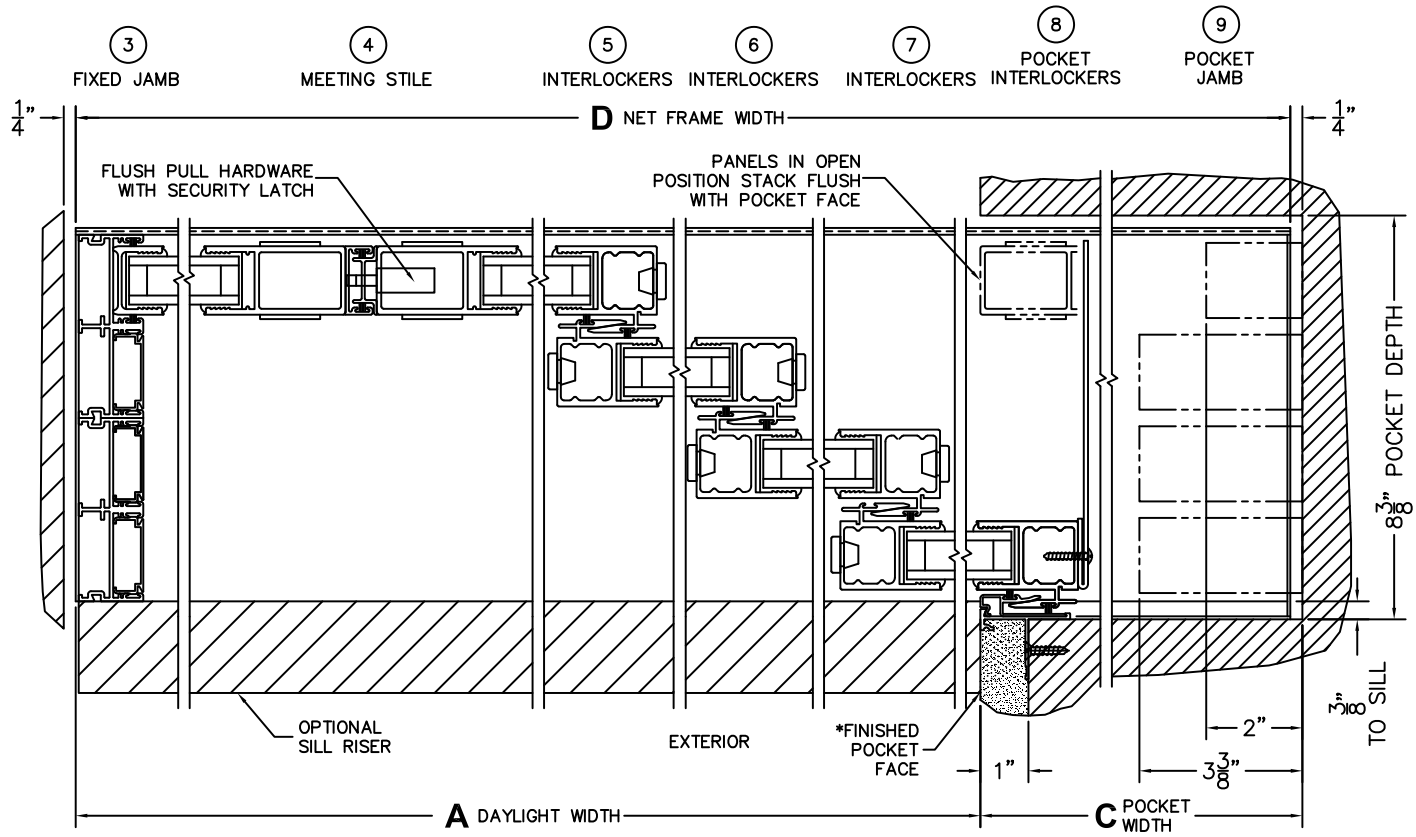 3
FIXED JAMB
4
MEETING STILE
5
INTERLOCKERS
6
INTERLOCKERS
7
INTERLOCKERS
8
POCKET
INTERLOCKERS
9
POCKET
JAMB
1/4"
D NET FRAME WIDTH
1/4"
FLUSH PULL HARDWARE
WITH SECURITY LATCH
PANELS IN OPEN
POSITION STACK FLUSH
WITH POCKET FACE
8 3/8" POCKET DEPTH
3/8"
TO SILL
OPTIONAL
SILL RISER
EXTERIOR
*FINISHED
POCKET
FACE
1"
2"
3 3/8"
A DAYLIGHT WIDTH
C POCKET
WIDTH